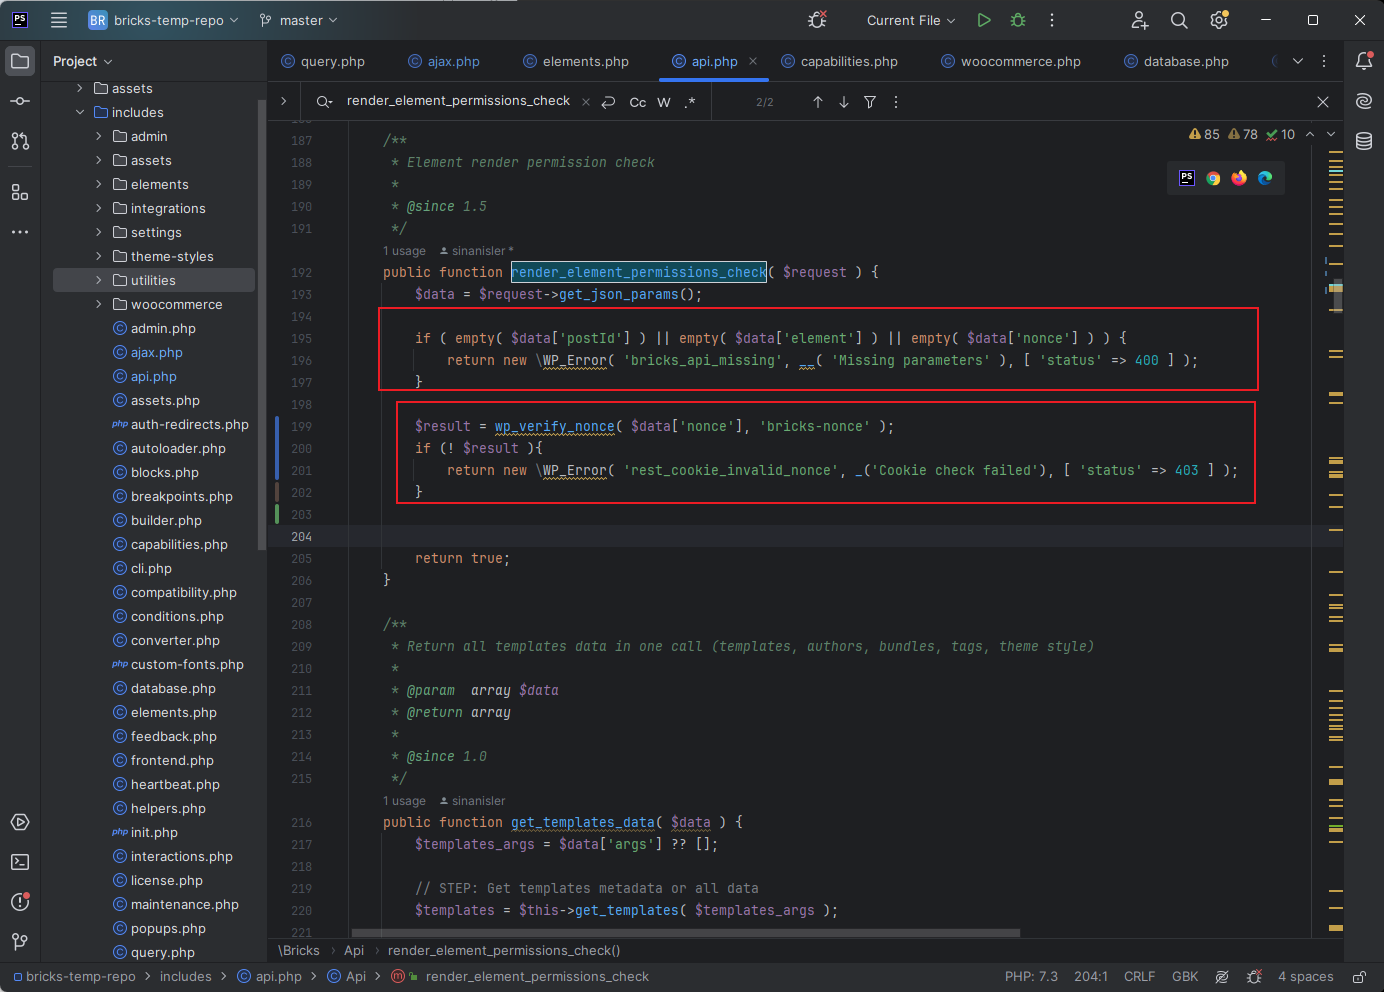 PS
BR bricks-temp-repo
master
Current File
Project
query.php
ajax.php
elements.php
api.php
capabilities.php
woocommerce.php
database.php
render_element_permissions_check
Cc
W
.*
2/2
assets
includes
admin
assets
elements
integrations
settings
theme-styles
utilities
woocommerce
admin.php
ajax.php
api.php
assets.php
php auth-redirects.php
autoloader.php
blocks.php
breakpoints.php
builder.php
capabilities.php
cli.php
compatibility.php
conditions.php
converter.php
php custom-fonts.php
database.php
elements.php
feedback.php
frontend.php
heartbeat.php
helpers.php
php init.php
interactions.php
license.php
maintenance.php
popups.php
query.php
85 78 10
187 /**
188 * Element render permission check
189 *
190 * @since 1.5
191 */
1 usage sinanisler *
192 public function render_element_permissions_check( $request ) {
193 $data = $request->get_json_params();
194
195 if ( empty( $data['postId'] ) || empty( $data['element'] ) || empty( $data['nonce'] ) ) {
196 return new \WP_Error( 'bricks_api_missing', __( 'Missing parameters' ), [ 'status' => 400 ] );
197 }
198
199 $result = wp_verify_nonce( $data['nonce'], 'bricks-nonce' );
200 if (! $result ){
201 return new \WP_Error( 'rest_cookie_invalid_nonce', _('Cookie check failed'), [ 'status' => 403 ] );
202 }
203
204
205 return true;
206 }
207
208 /**
209 * Return all templates data in one call (templates, authors, bundles, tags, theme style)
210 *
211 * @param array $data
212 * @return array
213 *
214 * @since 1.0
215 */
1 usage sinanisler
216 public function get_templates_data( $data ) {
217 $templates_args = $data['args'] ?? [];
218
219 // STEP: Get templates metadata or all data
220 $templates = $this->get_templates( $templates_args );
221
\Bricks > Api > render_element_permissions_check()
bricks-temp-repo > includes > api.php > Api > render_element_permissions_check
PHP: 7.3
204:1
CRLF
GBK
4 spaces